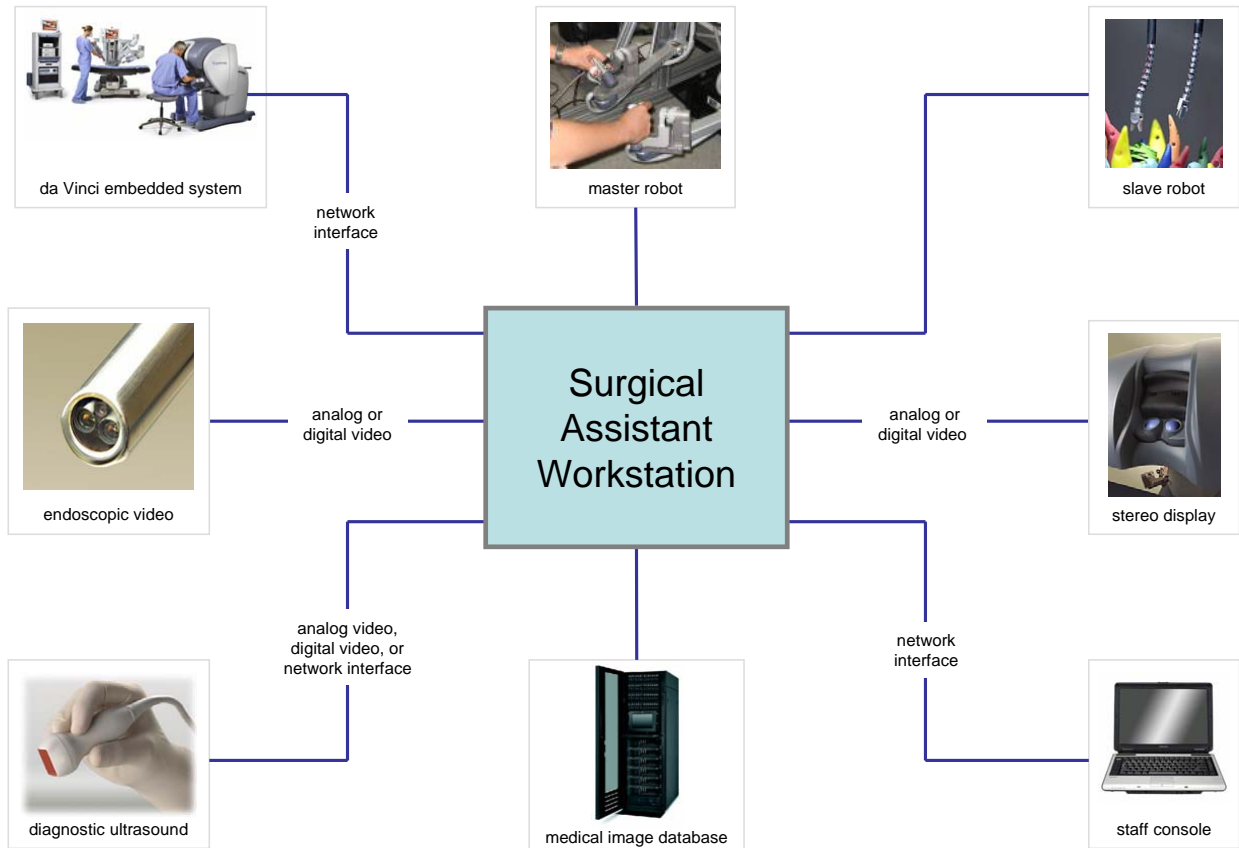 da Vinci embedded system
master robot
slave robot
network
interface
Surgical
Assistant
Workstation
endoscopic video
analog or
digital video
analog or
digital video
stereo display
analog video,
digital video, or
network interface
network
interface
diagnostic ultrasound
medical image database
staff console